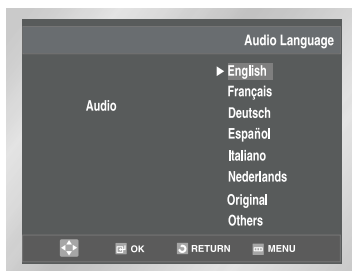 Audio Language
English
Français
Audio
Deutsch
Español
Italiano
Nederlands
Original
Others
OK RETURN MENU